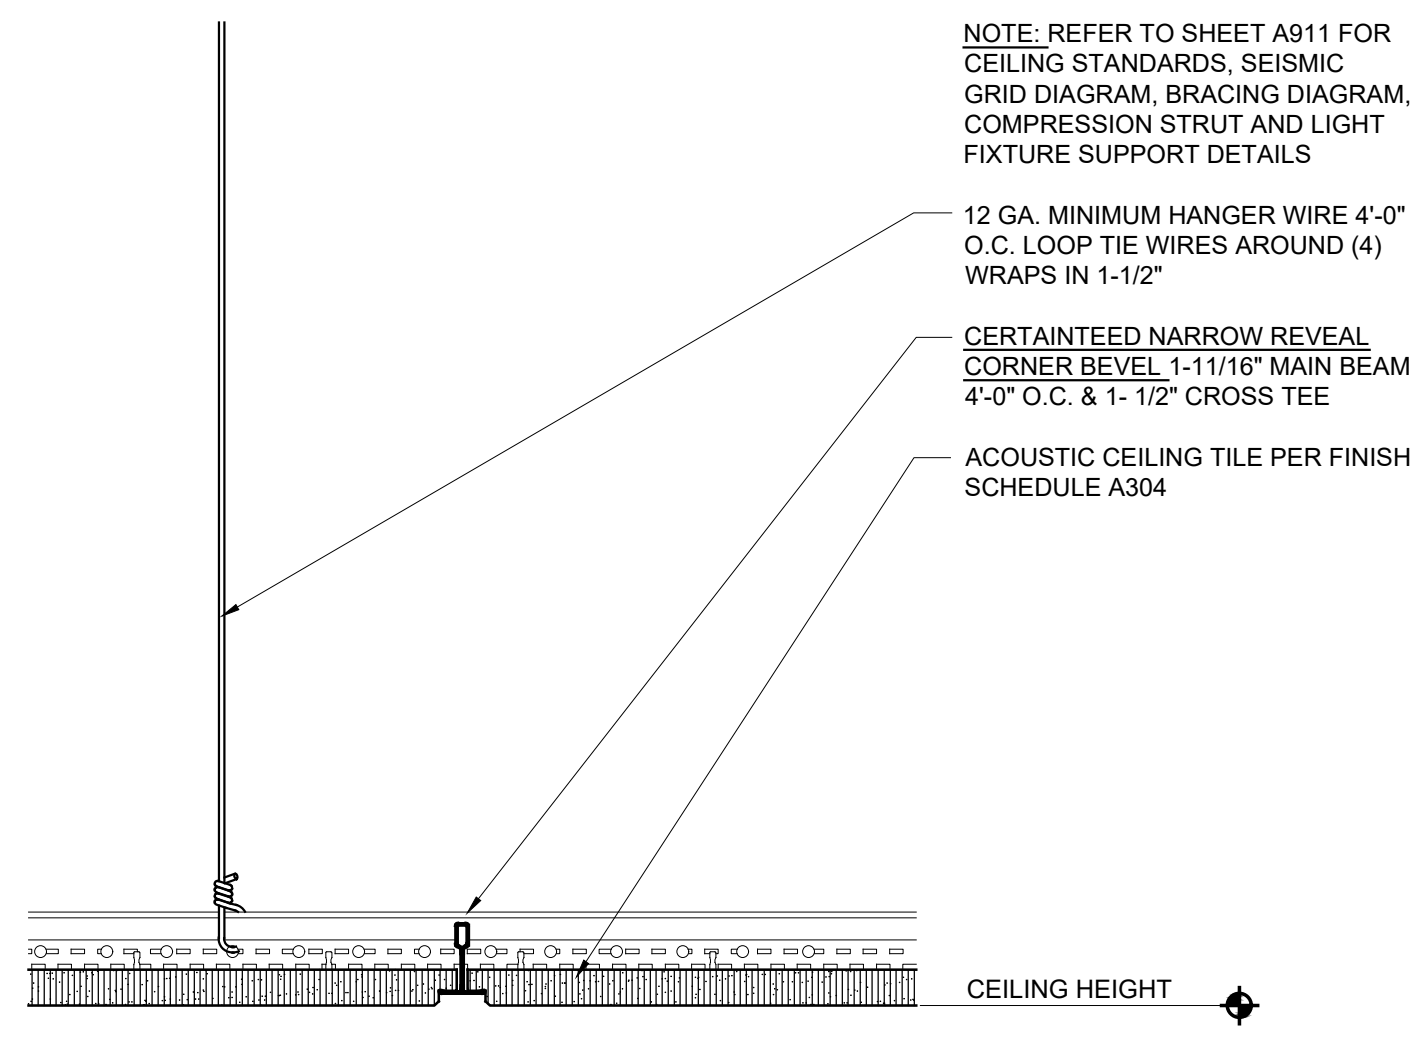 NOTE: REFER TO SHEET A911 FOR
CEILING STANDARDS, SEISMIC
GRID DIAGRAM, BRACING DIAGRAM,
COMPRESSION STRUT AND LIGHT
FIXTURE SUPPORT DETAILS
12 GA. MINIMUM HANGER WIRE 4'-0"
O.C. LOOP TIE WIRES AROUND (4)
WRAPS IN 1-1/2"
CERTAINTEED NARROW REVEAL
CORNER BEVEL 1-11/16" MAIN BEAM
4'-0" O.C. & 1- 1/2" CROSS TEE
ACOUSTIC CEILING TILE PER FINISH
SCHEDULE A304
CEILING HEIGHT